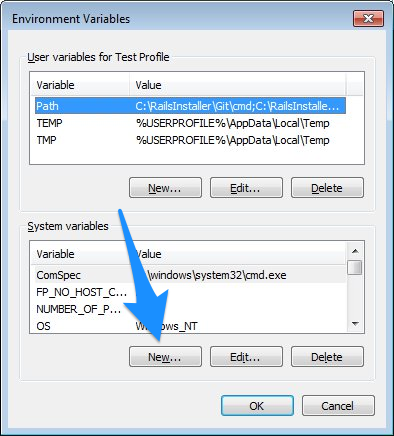 Environment Variables
User variables for Test Profile
Variable Value
Path C:\RailsInstaller\Git\cmd;C:\RailsInstalle...
TEMP %USERPROFILE%\AppData\Local\Temp
TMP %USERPROFILE%\AppData\Local\Temp
New... Edit... Delete
System variables
Variable Value
ComSpec \windows\system32\cmd.exe
FP_NO_HOST_C...
NUMBER_OF_P...
OS Windows_NT
New... Edit... Delete
OK Cancel